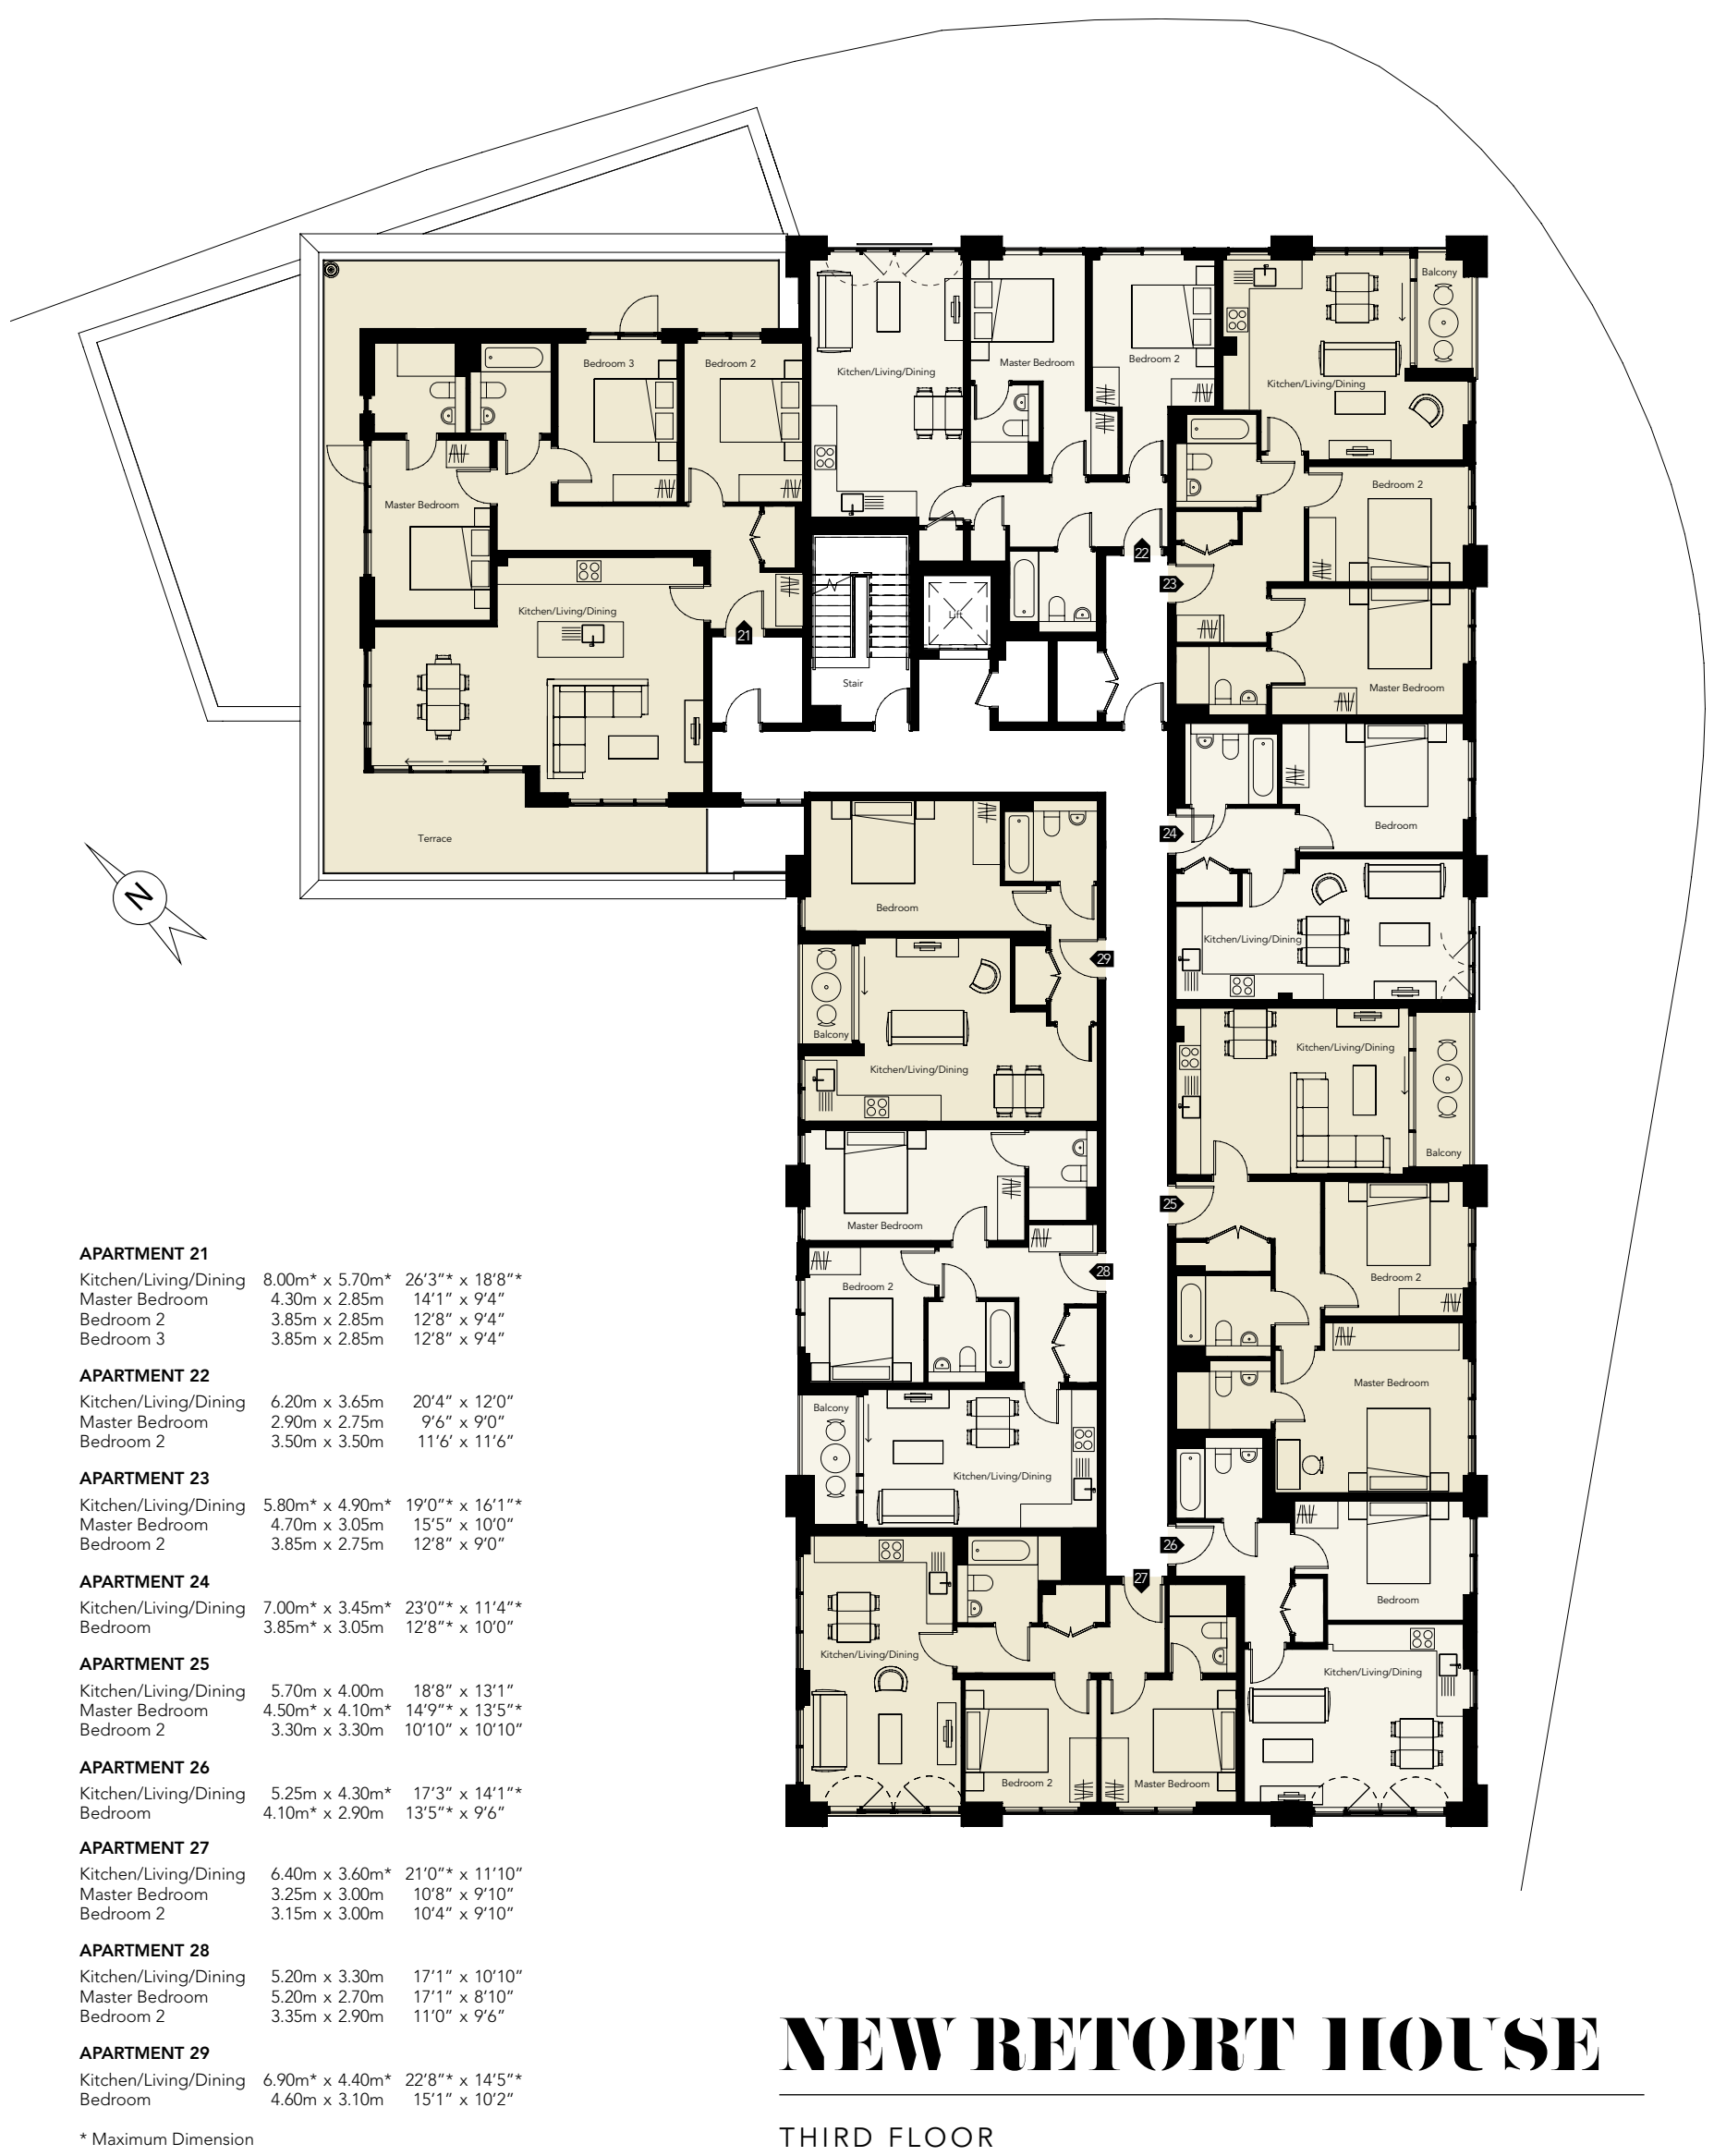 Balcony
Bedroom 3
Bedroom 2
Kitchen/Living/Dining
Master Bedroom
Bedroom 2
Kitchen/Living/Dining
Master Bedroom
Bedroom 2
22
23
Kitchen/Living/Dining
Lift
21
Stair
Master Bedroom
Terrace
24
Bedroom
N
Bedroom
Kitchen/Living/Dining
29
Balcony
Kitchen/Living/Dining
Kitchen/Living/Dining
Balcony
Master Bedroom
25
28
Bedroom 2
Bedroom 2
Master Bedroom
Balcony
Kitchen/Living/Dining
26
27
Bedroom
Kitchen/Living/Dining
Kitchen/Living/Dining
Bedroom 2
Master Bedroom
APARTMENT 21
Kitchen/Living/Dining 8.00m* x 5.70m* 26’3”* x 18’8”*
Master Bedroom 4.30m x 2.85m 14’1” x 9’4”
Bedroom 2 3.85m x 2.85m 12’8” x 9’4”
Bedroom 3 3.85m x 2.85m 12’8” x 9’4”
APARTMENT 22
Kitchen/Living/Dining 6.20m x 3.65m 20’4” x 12’0”
Master Bedroom 2.90m x 2.75m 9’6” x 9’0”
Bedroom 2 3.50m x 3.50m 11’6’ x 11’6”
APARTMENT 23
Kitchen/Living/Dining 5.80m* x 4.90m* 19’0”* x 16’1”*
Master Bedroom 4.70m x 3.05m 15’5” x 10’0”
Bedroom 2 3.85m x 2.75m 12’8” x 9’0”
APARTMENT 24
Kitchen/Living/Dining 7.00m* x 3.45m* 23’0”* x 11’4”*
Bedroom 3.85m* x 3.05m 12’8”* x 10’0”
APARTMENT 25
Kitchen/Living/Dining 5.70m x 4.00m 18’8” x 13’1”
Master Bedroom 4.50m* x 4.10m* 14’9”* x 13’5”*
Bedroom 2 3.30m x 3.30m 10’10” x 10’10”
APARTMENT 26
Kitchen/Living/Dining 5.25m x 4.30m* 17’3” x 14’1”*
Bedroom 4.10m* x 2.90m 13’5”* x 9’6”
APARTMENT 27
Kitchen/Living/Dining 6.40m x 3.60m* 21’0”* x 11’10”
Master Bedroom 3.25m x 3.00m 10’8” x 9’10”
Bedroom 2 3.15m x 3.00m 10’4” x 9’10”
APARTMENT 28
Kitchen/Living/Dining 5.20m x 3.30m 17’1” x 10’10”
Master Bedroom 5.20m x 2.70m 17’1” x 8’10”
Bedroom 2 3.35m x 2.90m 11’0” x 9’6”
APARTMENT 29
Kitchen/Living/Dining 6.90m* x 4.40m* 22’8”* x 14’5”*
Bedroom 4.60m x 3.10m 15’1” x 10’2”
* Maximum Dimension
NEW RETORT HOUSE
THIRD FLOOR